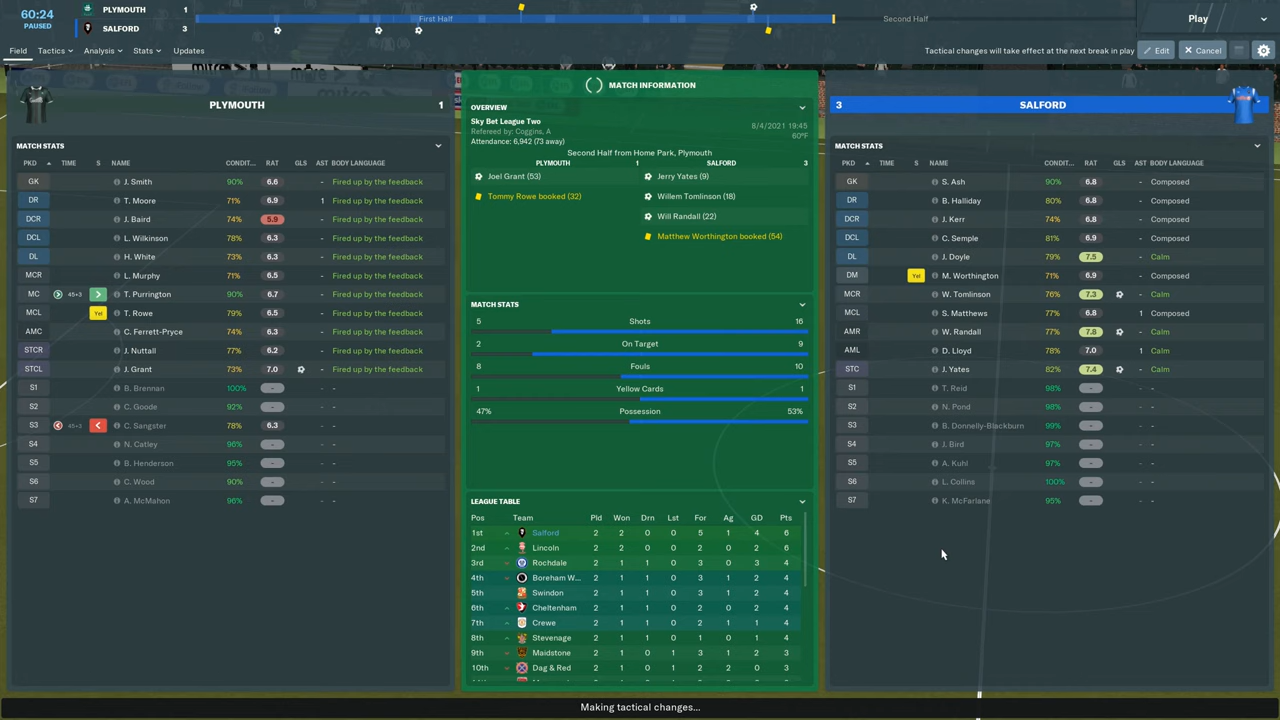 60:24
PAUSED
PLYMOUTH 1
SALFORD 3
First Half
Second Half
Play
Field Tactics Analysis Stats Updates
Tactical changes will take effect at the next break in play
Edit
Cancel
PLYMOUTH 1
MATCH STATS
PKD TIME S NAME CONDIT... RAT GLS AST BODY LANGUAGE
GK J. Smith 90% 6.6 - Fired up by the feedback
DR T. Moore 71% 6.9 - 1 Fired up by the feedback
DCR J. Baird 74% 5.9 - Fired up by the feedback
DCL L. Wilkinson 78% 6.3 - Fired up by the feedback
DL H. White 73% 6.3 - Fired up by the feedback
MCR L. Murphy 71% 6.5 - Fired up by the feedback
MC 45+3 T. Purrington 90% 6.7 - Fired up by the feedback
MCL Yel T. Rowe 79% 6.5 - Fired up by the feedback
AMC C. Ferrett-Pryce 74% 6.3 - Fired up by the feedback
STCR J. Nuttall 77% 6.2 - Fired up by the feedback
STCL J. Grant 73% 7.0 Fired up by the feedback
S1 B. Brennan 100% - - -
S2 C. Goode 92% - - -
S3 45+3 C. Sangster 78% 6.3 - -
S4 N. Catley 96% - - -
S5 B. Henderson 95% - - -
S6 C. Wood 90% - - -
S7 A. McMahon 96% - - -
MATCH INFORMATION
OVERVIEW
Sky Bet League Two
Refereed by: Coggins, A
Attendance: 6,942 (73 away)
8/4/2021 19:45
60°F
Second Half from Home Park, Plymouth
PLYMOUTH 1 SALFORD 3
Joel Grant (53)
Tommy Rowe booked (32)
Jerry Yates (9)
Willem Tomlinson (18)
Will Randall (22)
Matthew Worthington booked (54)
MATCH STATS
5 Shots 16
2 On Target 9
8 Fouls 10
1 Yellow Cards 1
47% Possession 53%
LEAGUE TABLE
Pos Team Pld Won Drn Lst For Ag GD Pts
1st Salford 2 2 0 0 5 1 4 6
2nd Lincoln 2 2 0 0 2 0 2 6
3rd Rochdale 2 1 1 0 3 0 3 4
4th Boreham W... 2 1 1 0 3 1 2 4
5th Swindon 2 1 1 0 3 1 2 4
6th Cheltenham 2 1 1 0 2 0 2 4
7th Crewe 2 1 1 0 2 1 1 4
8th Stevenage 2 1 1 0 1 0 1 4
9th Maidstone 2 1 0 1 3 1 2 3
10th Dag & Red 2 1 0 1 2 2 0 3
3 SALFORD
MATCH STATS
PKD TIME S NAME CONDIT... RAT GLS AST BODY LANGUAGE
GK S. Ash 90% 6.8 - Composed
DR B. Halliday 80% 6.8 - Composed
DCR J. Kerr 74% 6.8 - Composed
DCL C. Semple 81% 6.9 - Composed
DL J. Doyle 79% 7.5 - Calm
DM Yel M. Worthington 71% 6.9 - Composed
MCR W. Tomlinson 76% 7.3 Calm
MCL S. Matthews 77% 6.8 - 1 Composed
AMR W. Randall 77% 7.8 Calm
AML D. Lloyd 78% 7.0 - 1 Calm
STC J. Yates 82% 7.4 Calm
S1 T. Reid 98% - - -
S2 N. Pond 98% - - -
S3 B. Donnelly-Blackburn 99% - - -
S4 J. Bird 97% - - -
S5 A. Kuhl 97% - - -
S6 L. Collins 100% - - -
S7 K. McFarlane 95% - - -
Making tactical changes...